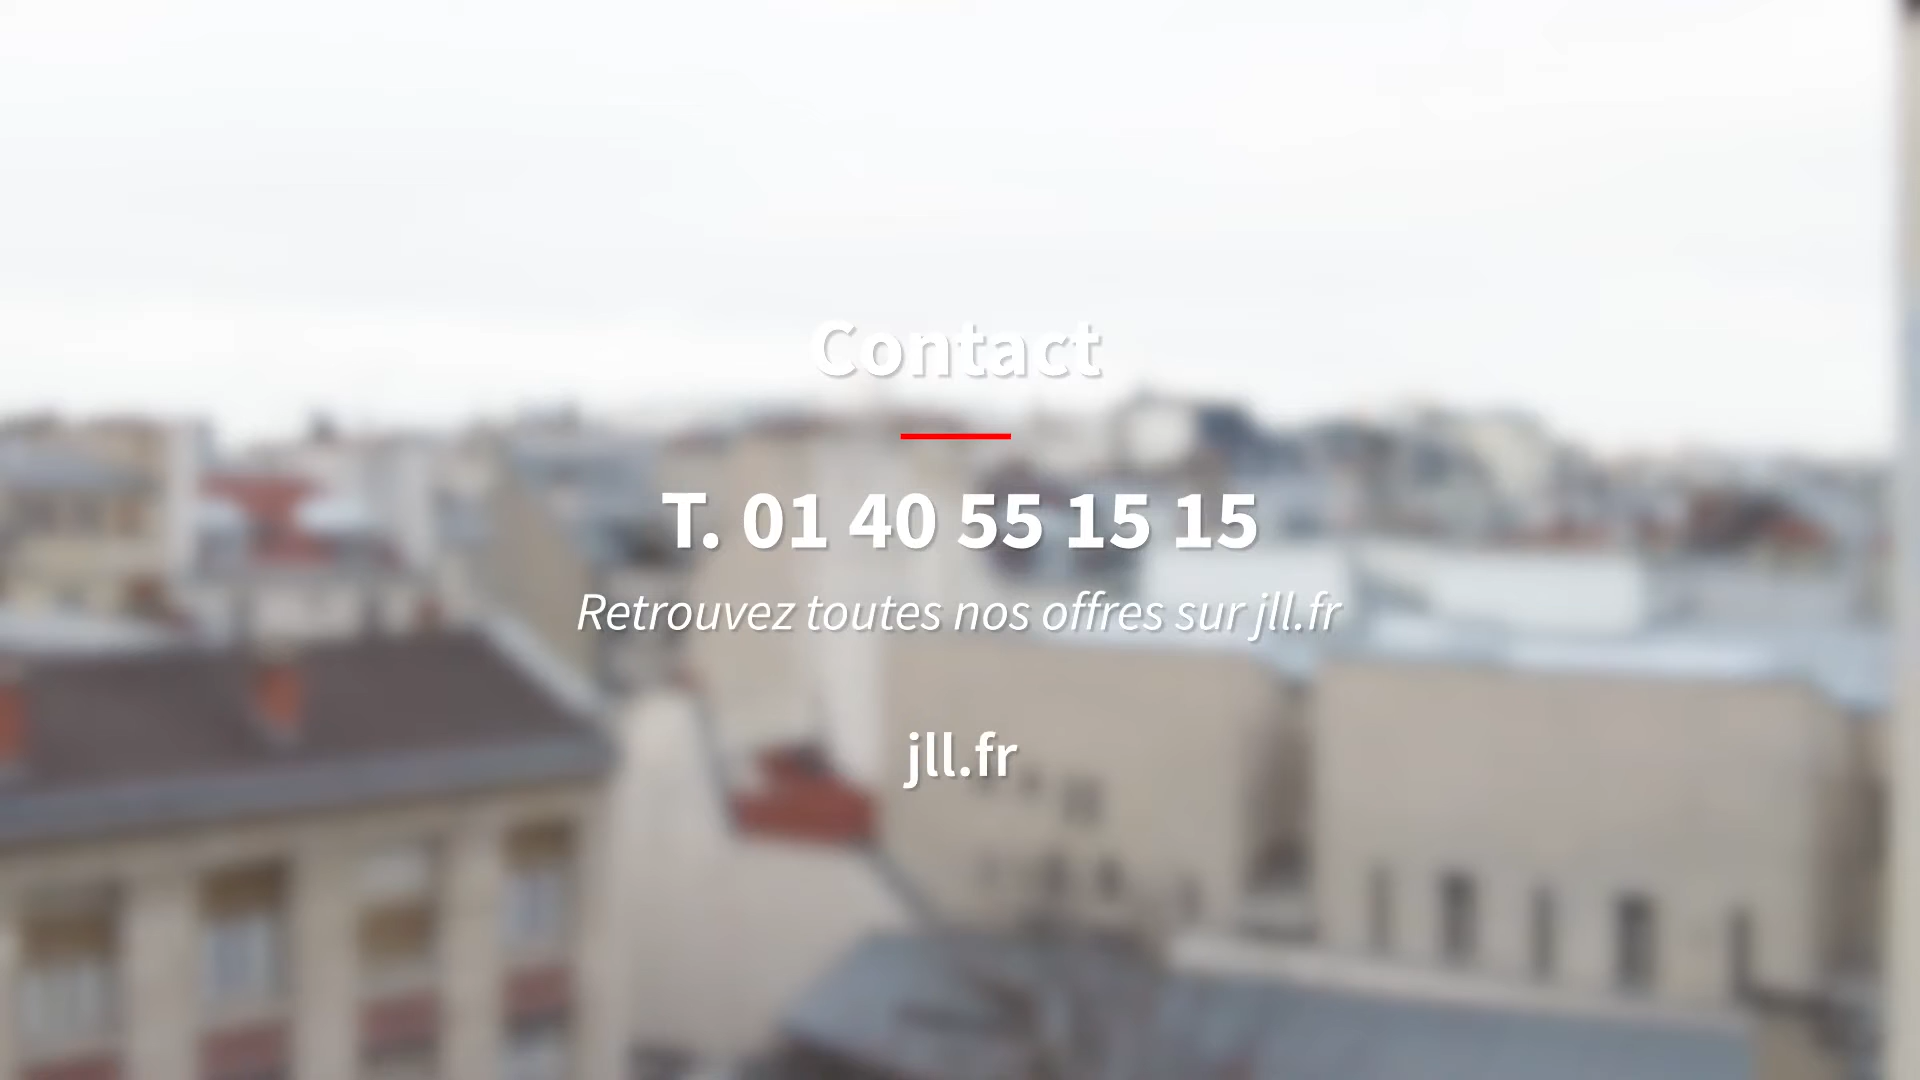 Contact
T. 01 40 55 15 15
Retrouvez toutes nos offres sur jll.fr
jll.fr